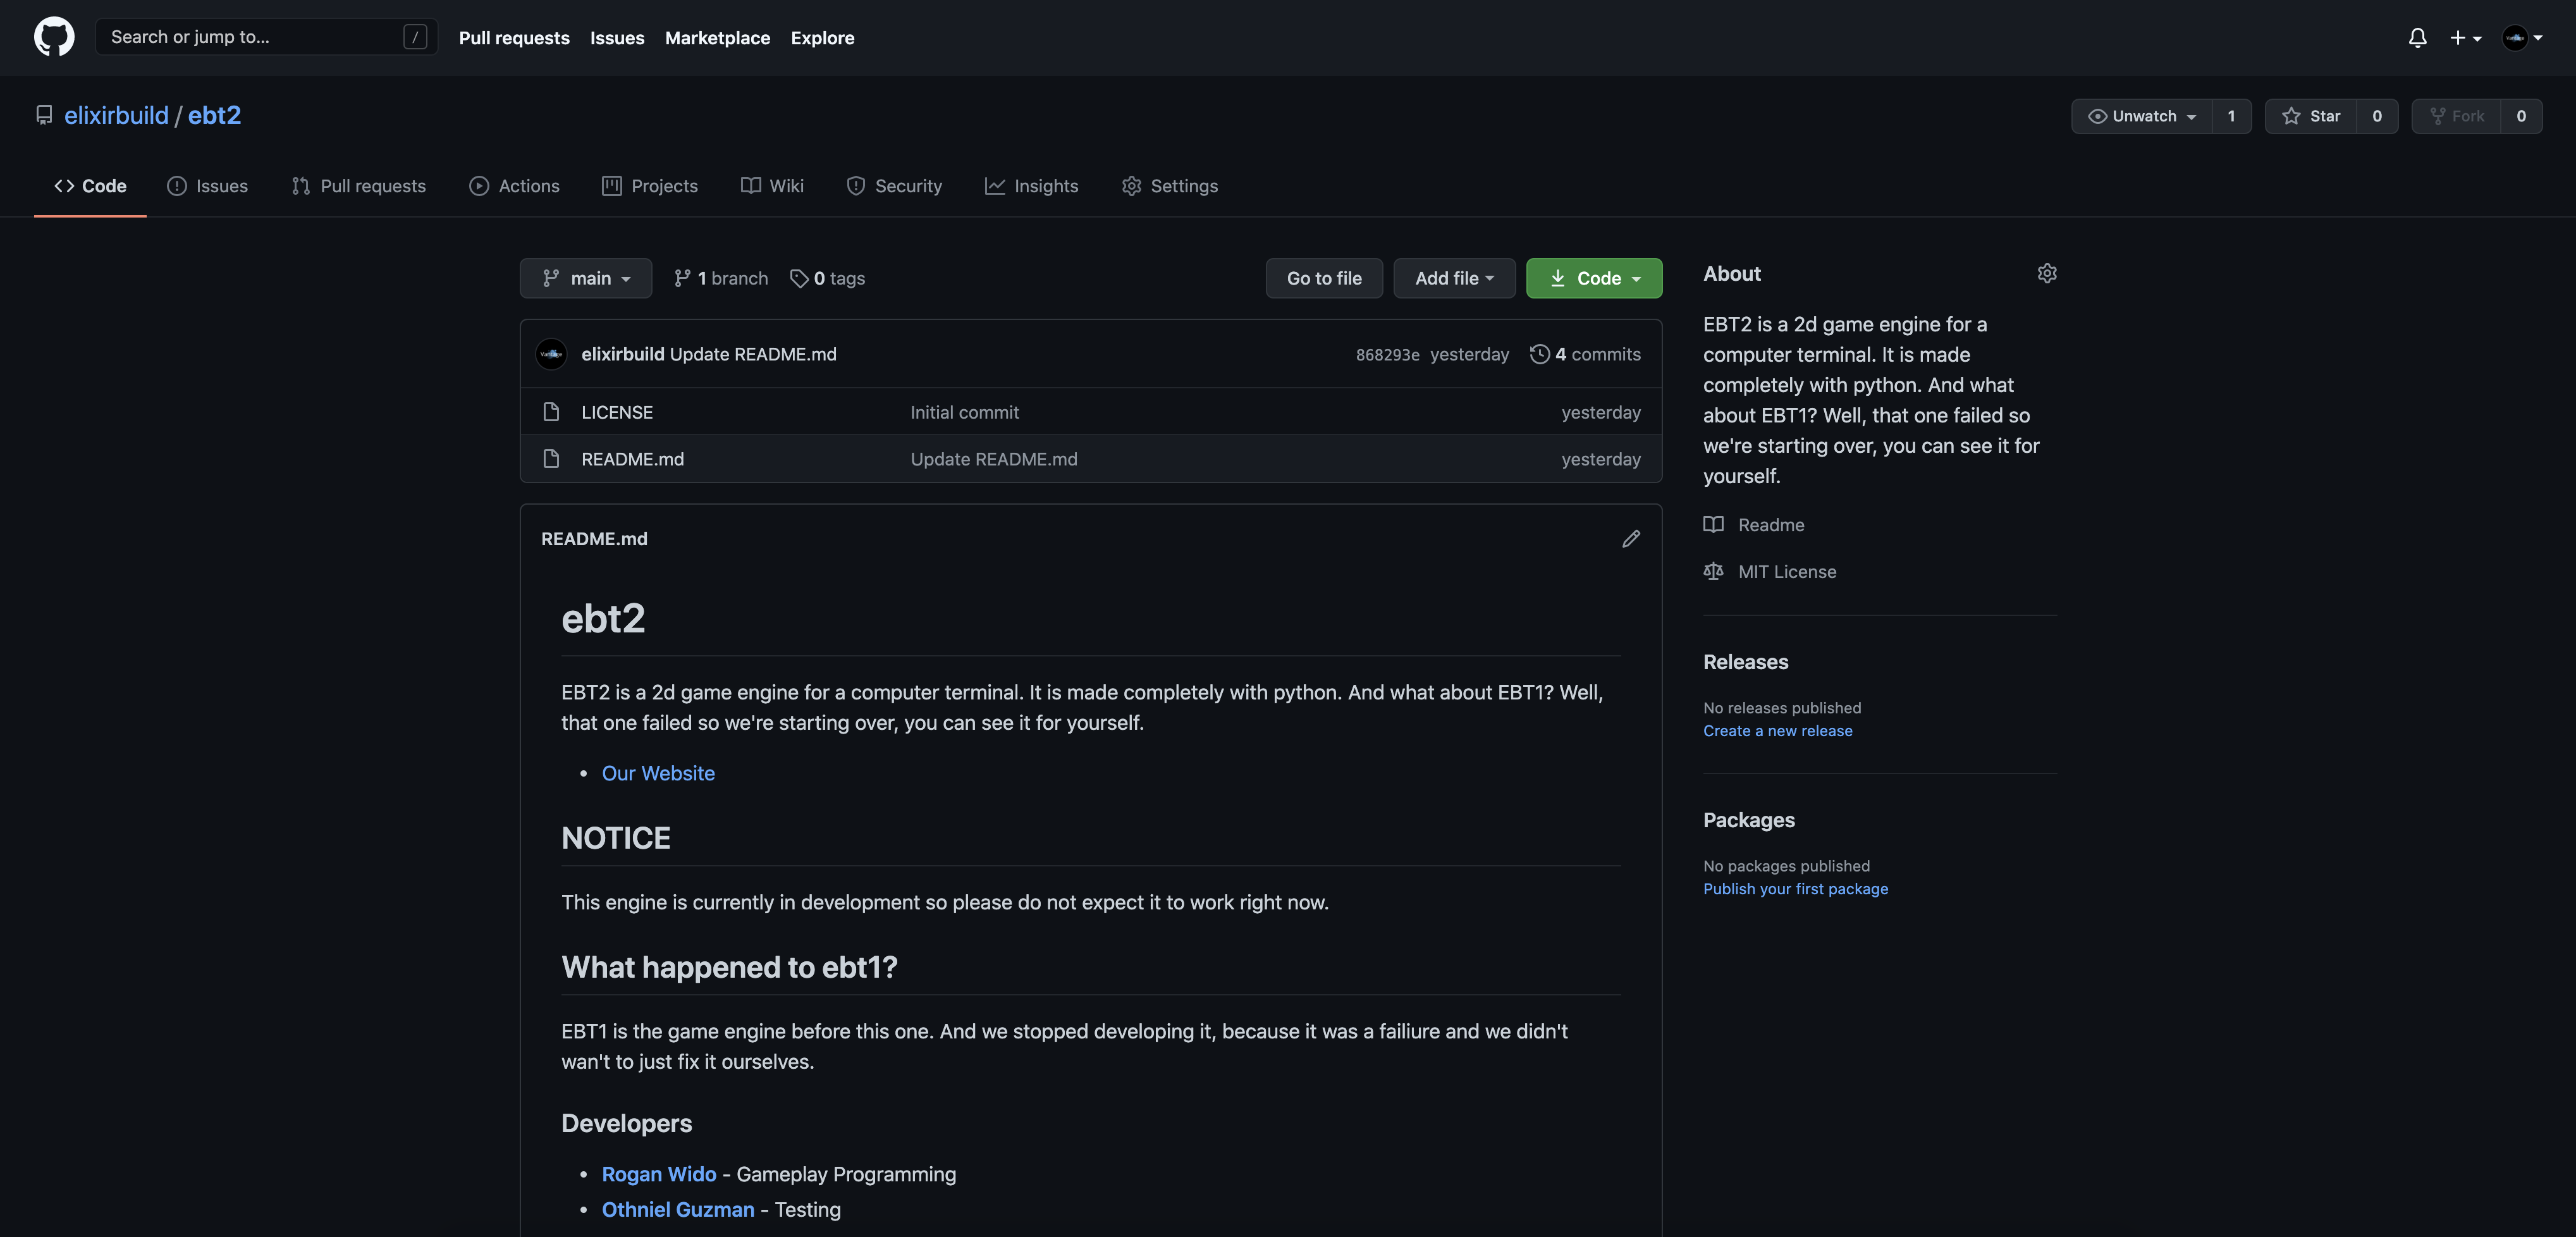 Search or jump to... /
Pull requests Issues Marketplace Explore
elixirbuild / ebt2
Unwatch 1 Star 0 Fork 0
Code Issues Pull requests Actions Projects Wiki Security Insights Settings
main 1 branch 0 tags
Go to file Add file Code
elixirbuild Update README.md 868293e yesterday 4 commits
LICENSE Initial commit yesterday
README.md Update README.md yesterday
README.md
ebt2
EBT2 is a 2d game engine for a computer terminal. It is made completely with python. And what about EBT1? Well,
that one failed so we're starting over, you can see it for yourself.
• Our Website
NOTICE
This engine is currently in development so please do not expect it to work right now.
What happened to ebt1?
EBT1 is the game engine before this one. And we stopped developing it, because it was a failiure and we didn't
wan't to just fix it ourselves.
Developers
• Rogan Wido - Gameplay Programming
• Othniel Guzman - Testing
About
EBT2 is a 2d game engine for a
computer terminal. It is made
completely with python. And what
about EBT1? Well, that one failed so
we're starting over, you can see it for
yourself.
Readme
MIT License
Releases
No releases published
Create a new release
Packages
No packages published
Publish your first package